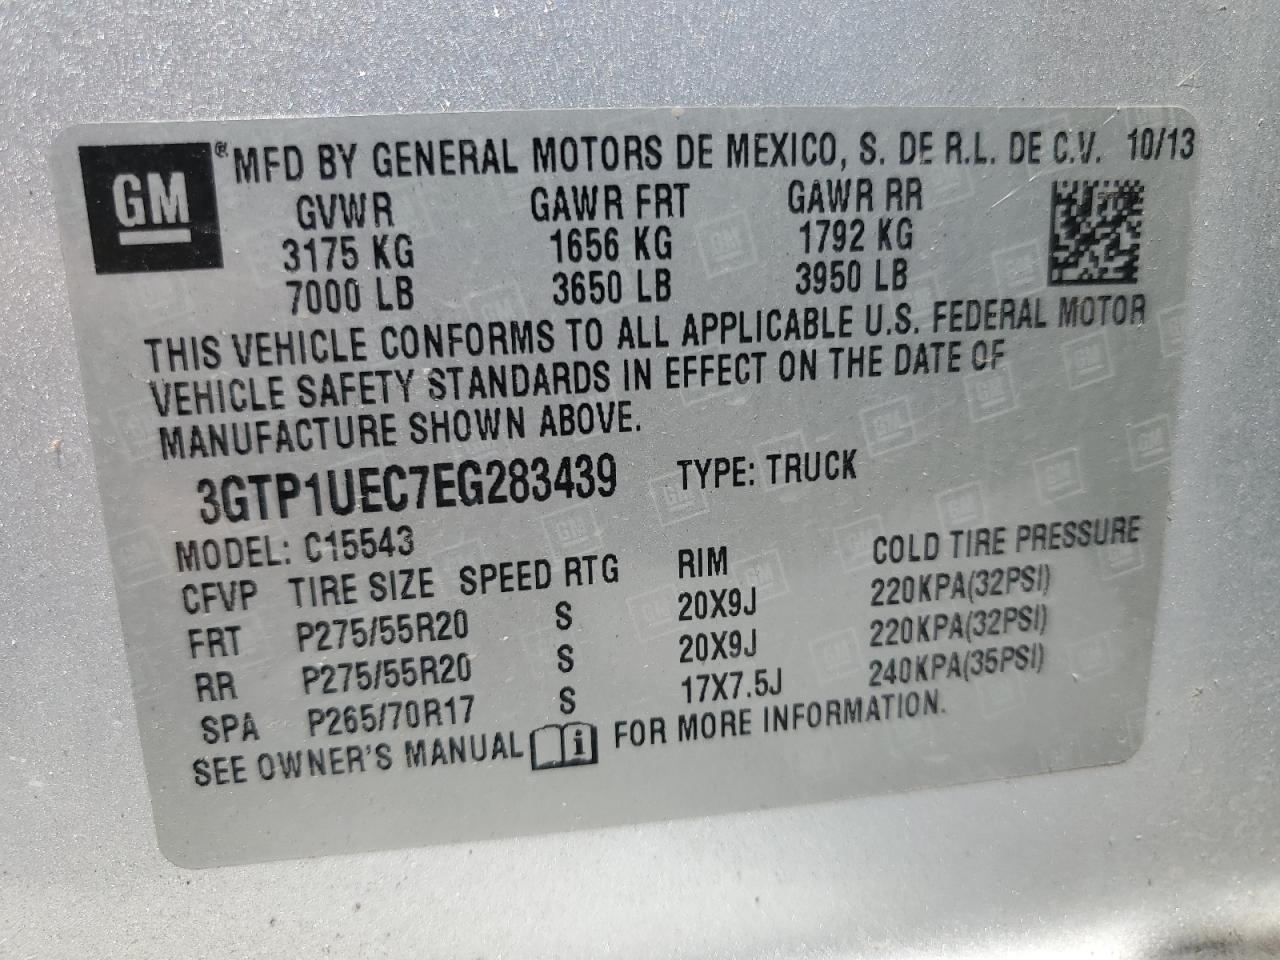 GM ® MFD BY GENERAL MOTORS DE MEXICO, S. DE R.L. DE C.V. 10/13
GVWR GAWR FRT GAWR RR
3175 KG 1656 KG 1792 KG
7000 LB 3650 LB 3950 LB
THIS VEHICLE CONFORMS TO ALL APPLICABLE U.S. FEDERAL MOTOR
VEHICLE SAFETY STANDARDS IN EFFECT ON THE DATE OF
MANUFACTURE SHOWN ABOVE.
3GTP1UEC7EG283439 TYPE: TRUCK
MODEL: C15543
CFVP TIRE SIZE SPEED RTG RIM COLD TIRE PRESSURE
FRT P275/55R20 S 20X9J 220KPA(32PSI)
RR P275/55R20 S 20X9J 220KPA(32PSI)
SPA P265/70R17 S 17X7.5J 240KPA(35PSI)
SEE OWNER'S MANUAL i FOR MORE INFORMATION.